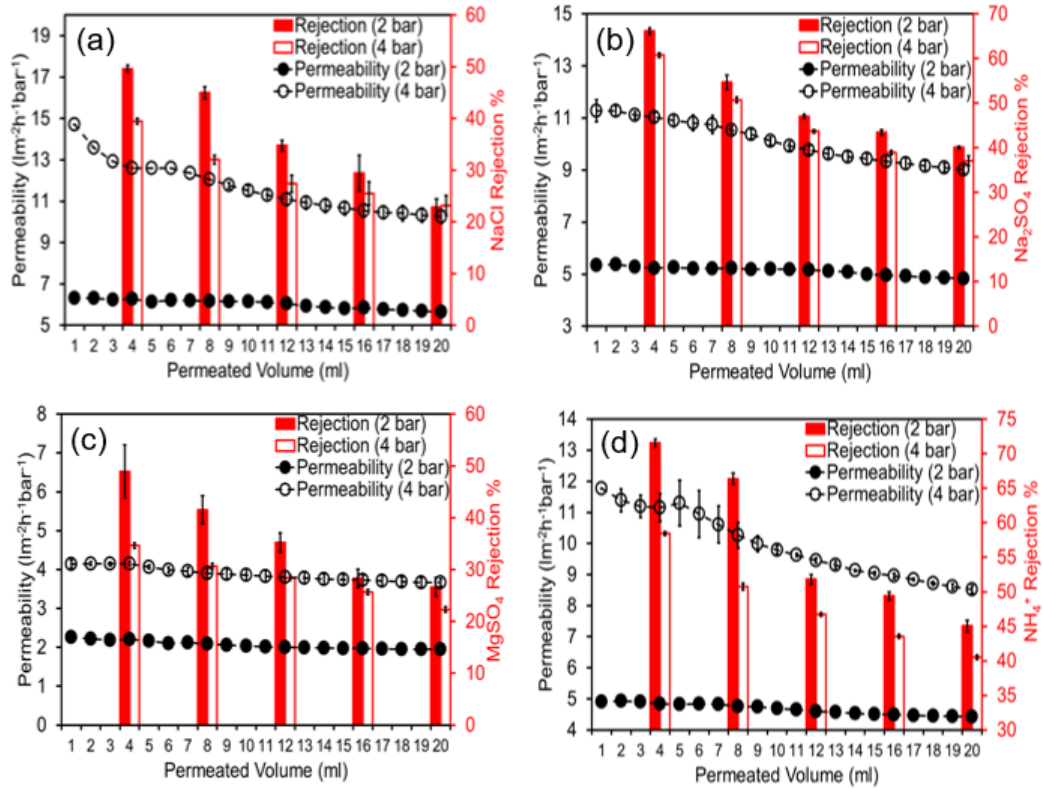 (a)
Rejection (2 bar)
Rejection (4 bar)
Permeability (2 bar)
Permeability (4 bar)
Permeability (lm⁻²h⁻¹bar⁻¹)
19
17
15
13
11
9
7
5
NaCl Rejection %
60
50
40
30
20
10
0
1 2 3 4 5 6 7 8 9 10 11 12 13 14 15 16 17 18 19 20
Permeated Volume (ml)
(b)
Rejection (2 bar)
Rejection (4 bar)
Permeability (2 bar)
Permeability (4 bar)
Permeability (lm⁻²h⁻¹bar⁻¹)
15
13
11
9
7
5
3
Na₂SO₄ Rejection %
70
60
50
40
30
20
10
0
1 2 3 4 5 6 7 8 9 10 11 12 13 14 15 16 17 18 19 20
Permeated Volume (ml)
(c)
Rejection (2 bar)
Rejection (4 bar)
Permeability (2 bar)
Permeability (4 bar)
Permeability (lm⁻²h⁻¹bar⁻¹)
8
7
6
5
4
3
2
1
0
MgSO₄ Rejection %
60
50
40
30
20
10
0
1 2 3 4 5 6 7 8 9 10 11 12 13 14 15 16 17 18 19 20
Permeated Volume (ml)
(d)
Rejection (2 bar)
Rejection (4 bar)
Permeability (2 bar)
Permeability (4 bar)
Permeability (lm⁻²h⁻¹bar⁻¹)
14
13
12
11
10
9
8
7
6
5
4
NH₄⁺ Rejection %
75
70
65
60
55
50
45
40
35
30
1 2 3 4 5 6 7 8 9 10 11 12 13 14 15 16 17 18 19 20
Permeated Volume (ml)